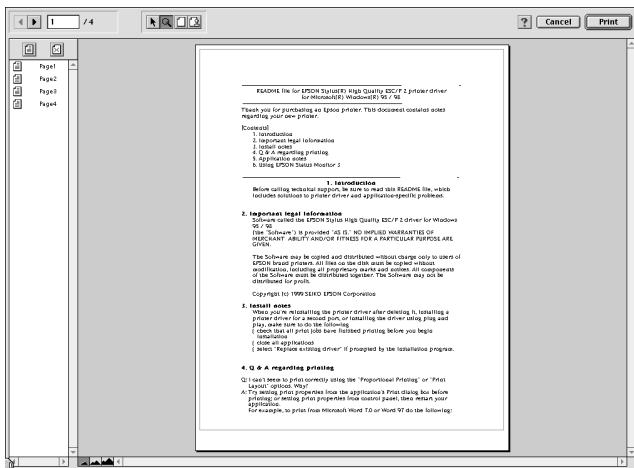 1 / 4
? Cancel Print
Page1
Page2
Page3
Page4
README file for EPSON Stylus(R) High Quality ESC/P 2 printer driver
for Microsoft(R) Windows(R) 95 / 98
Thank you for purchasing an Epson printer. This document contains notes
regarding your new printer.
[Contents]
1. Introduction
2. Important legal information
3. Install notes
4. Q & A regarding printing
5. Application notes
6. Using EPSON Status Monitor 3
1. Introduction
Before calling technical support, be sure to read this README file, which
includes solutions to printer driver and application-specific problems.
2. Important legal information
Software called the EPSON Stylus High Quality ESC/P 2 driver for Windows
95 / 98
(the "Software") is provided "AS IS." NO IMPLIED WARRANTIES OF
MERCHANT ABILITY AND/OR FITNESS FOR A PARTICULAR PURPOSE ARE
GIVEN.
The Software may be copied and distributed without charge only to users of
EPSON brand printers. All files on the disk must be copied without
modification, including all proprietary marks and notices. All components
of the Software must be distributed together. The Software may not be
distributed for profit.
Copyright (c) 1999 SEIKO EPSON Corporation
3. Install notes
When you're reinstalling the printer driver after deleting it, installing a
printer driver for a second port, or installing the driver using plug and
play, make sure to do the following
( check that all print jobs have finished printing before you begin
installation
( close all applications
( select "Replace existing driver" if prompted by the installation program.
4. Q & A regarding printing
Q: I can't seem to print correctly using the "Proportional Printing" or "Print
Layout" options. Why?
A: Try setting print properties from the application's Print dialog box before
printing; or setting print properties from control panel, then restart your
application.
For example, to print from Microsoft Word 7.0 or Word 97 do the following: